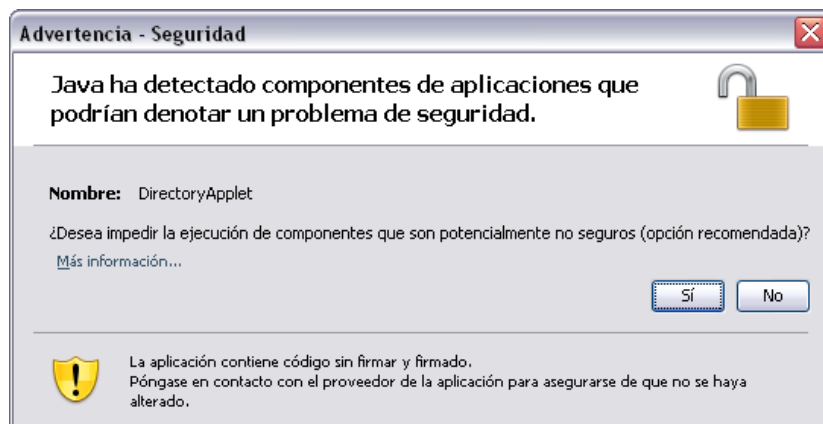 Advertencia - Seguridad
Java ha detectado componentes de aplicaciones que
podrían denotar un problema de seguridad.
Nombre: DirectoryApplet
¿Desea impedir la ejecución de componentes que son potencialmente no seguros (opción recomendada)?
Más información...
Sí No
La aplicación contiene código sin firmar y firmado.
Póngase en contacto con el proveedor de la aplicación para asegurarse de que no se haya
alterado.